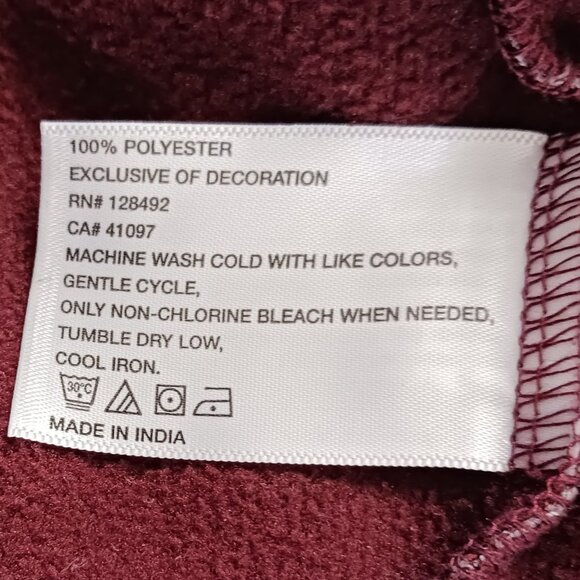 100% POLYESTER
EXCLUSIVE OF DECORATION
RN# 128492
CA# 41097
MACHINE WASH COLD WITH LIKE COLORS,
GENTLE CYCLE,
ONLY NON-CHLORINE BLEACH WHEN NEEDED,
TUMBLE DRY LOW,
COOL IRON.
30°C
MADE IN INDIA